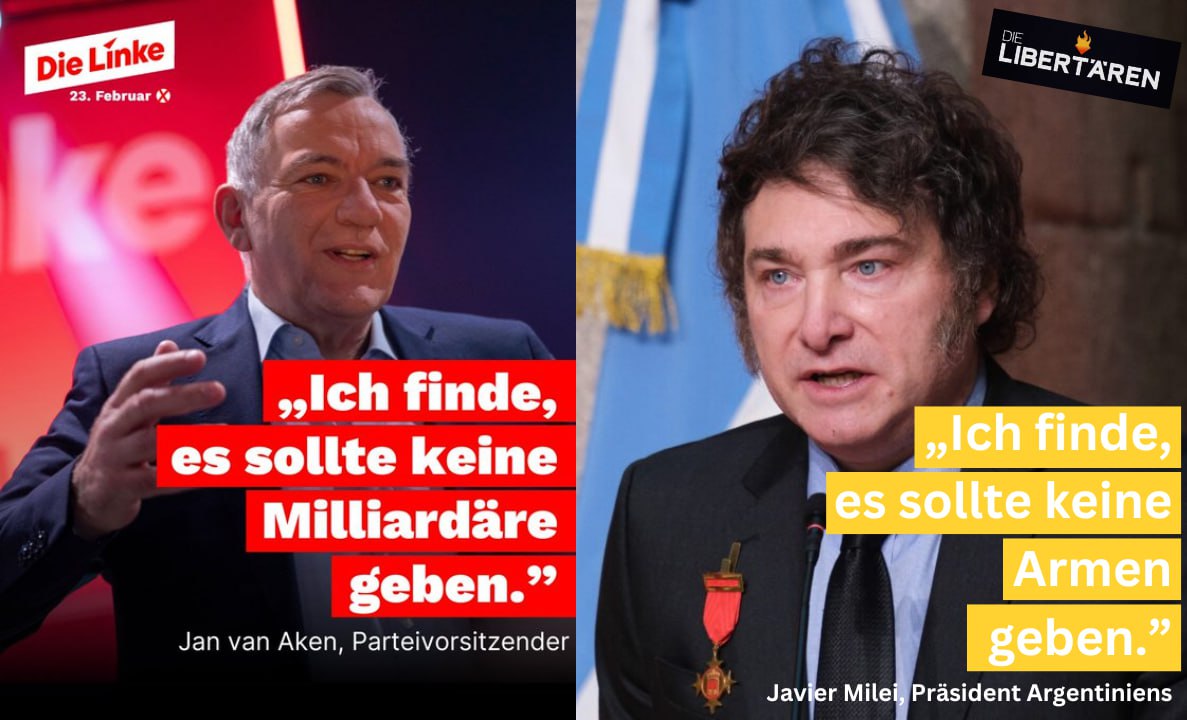 Die Linke
23. Februar
nke
„Ich finde,
es sollte keine
Milliardäre
geben.”
Jan van Aken, Parteivorsitzender
DIE
LIBERTÄREN
„Ich finde,
es sollte keine
Armen
geben.”
Javier Milei, Präsident Argentiniens